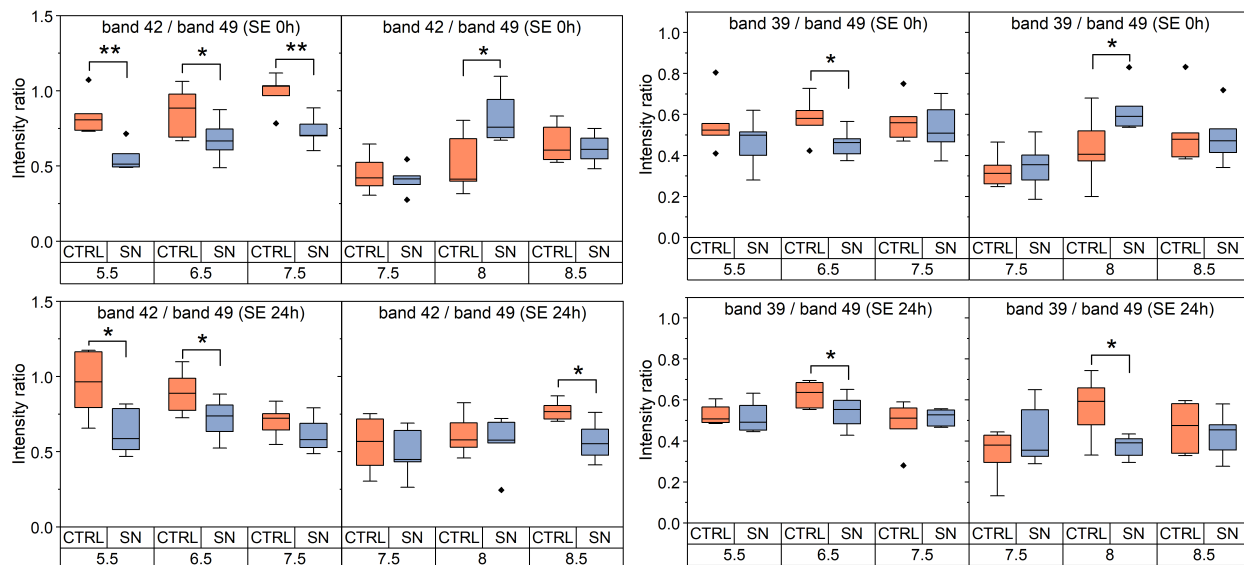 band 42 / band 49 (SE 0h)
band 42 / band 49 (SE 0h)
Intensity ratio
1.5
1.0
0.5
0.0
** * ** *
CTRL SN CTRL SN CTRL SN CTRL SN CTRL SN CTRL SN
5.5 6.5 7.5 7.5 8 8.5
band 39 / band 49 (SE 0h)
band 39 / band 49 (SE 0h)
Intensity ratio
1.0
0.8
0.6
0.4
0.2
0.0
* *
CTRL SN CTRL SN CTRL SN CTRL SN CTRL SN CTRL SN
5.5 6.5 7.5 7.5 8 8.5
band 42 / band 49 (SE 24h)
band 42 / band 49 (SE 24h)
Intensity ratio
1.5
1.0
0.5
0.0
* * *
CTRL SN CTRL SN CTRL SN CTRL SN CTRL SN CTRL SN
5.5 6.5 7.5 7.5 8 8.5
band 39 / band 49 (SE 24h)
band 39 / band 49 (SE 24h)
Intensity ratio
1.0
0.8
0.6
0.4
0.2
0.0
* *
CTRL SN CTRL SN CTRL SN CTRL SN CTRL SN CTRL SN
5.5 6.5 7.5 7.5 8 8.5